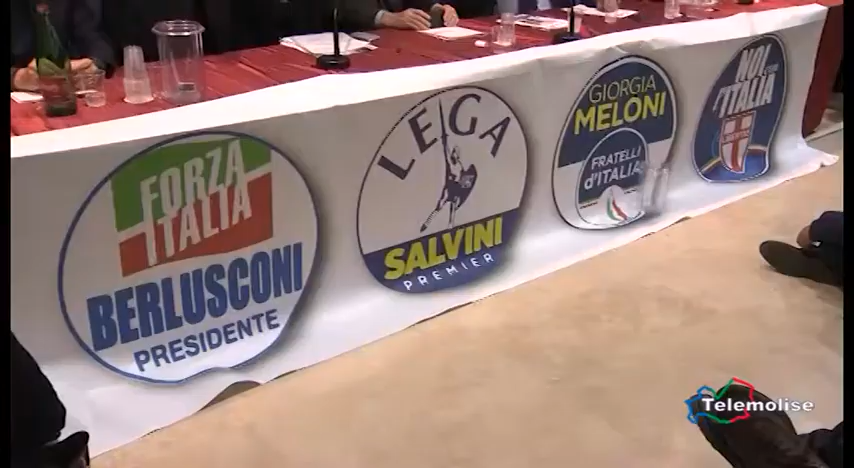 FORZA
ITALIA
BERLUSCONI
PRESIDENTE
LEGA
SALVINI
PREMIER
GIORGIA
MELONI
FRATELLI
d'ITALIA
NOI
l'ITALIA
Telemolise